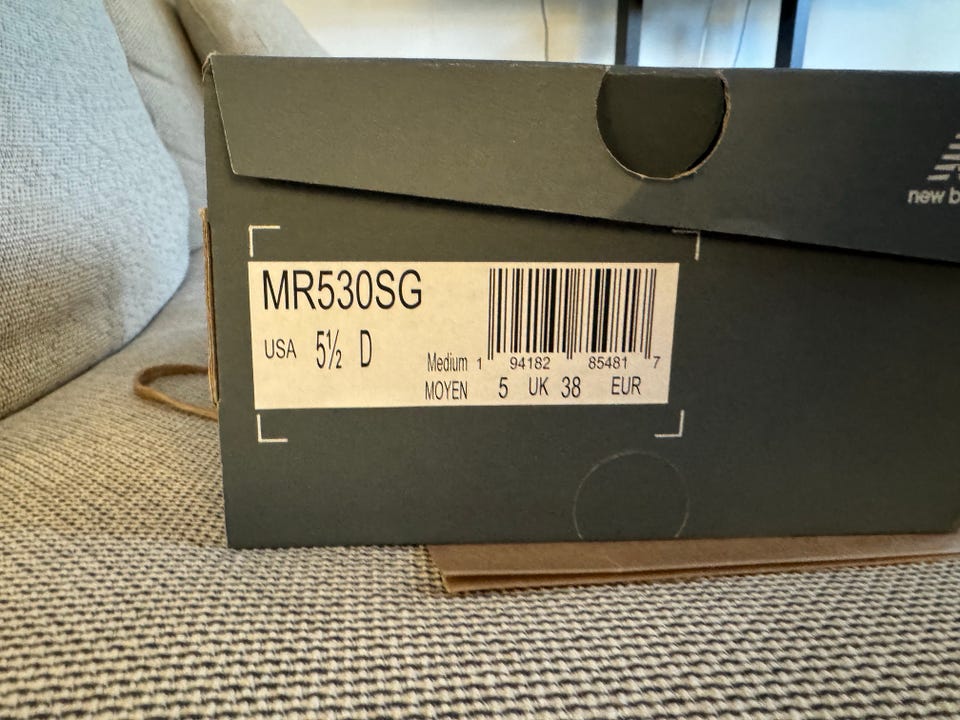 new b
MR530SG
USA 5½ D
Medium 1 94182 85481 7
MOYEN 5 UK 38 EUR